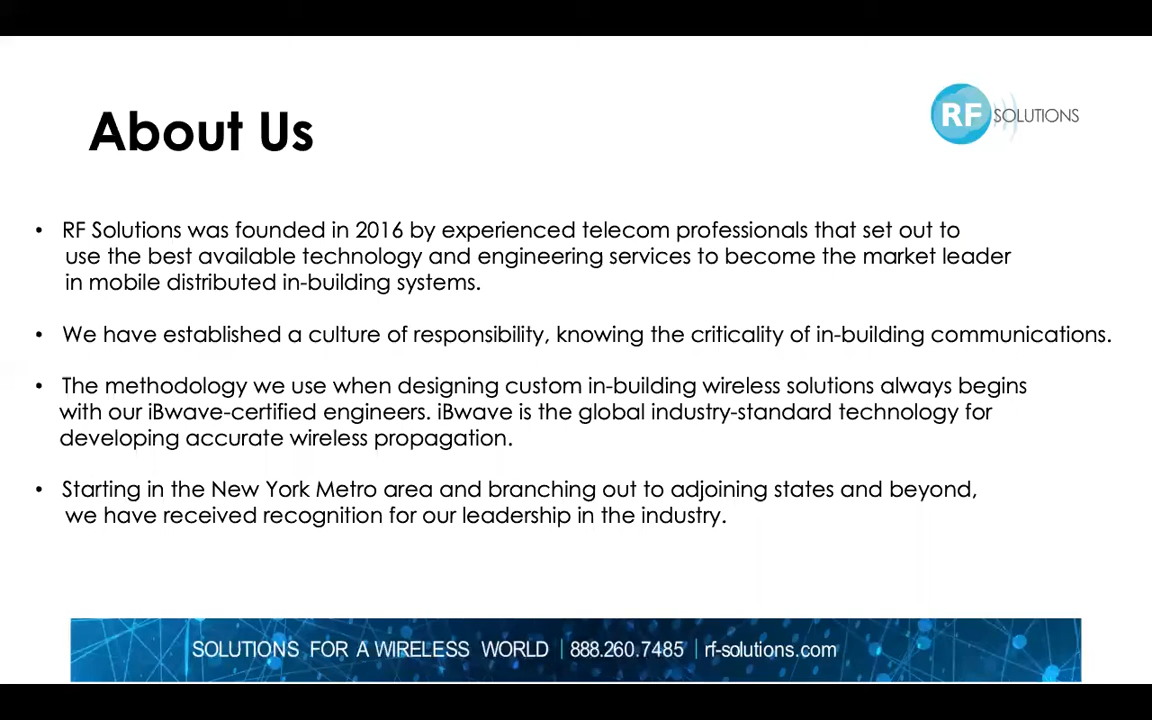 About Us
RF SOLUTIONS
• RF Solutions was founded in 2016 by experienced telecom professionals that set out to
use the best available technology and engineering services to become the market leader
in mobile distributed in-building systems.
• We have established a culture of responsibility, knowing the criticality of in-building communications.
• The methodology we use when designing custom in-building wireless solutions always begins
with our iBwave-certified engineers. iBwave is the global industry-standard technology for
developing accurate wireless propagation.
• Starting in the New York Metro area and branching out to adjoining states and beyond,
we have received recognition for our leadership in the industry.
SOLUTIONS FOR A WIRELESS WORLD | 888.260.7485 | rf-solutions.com